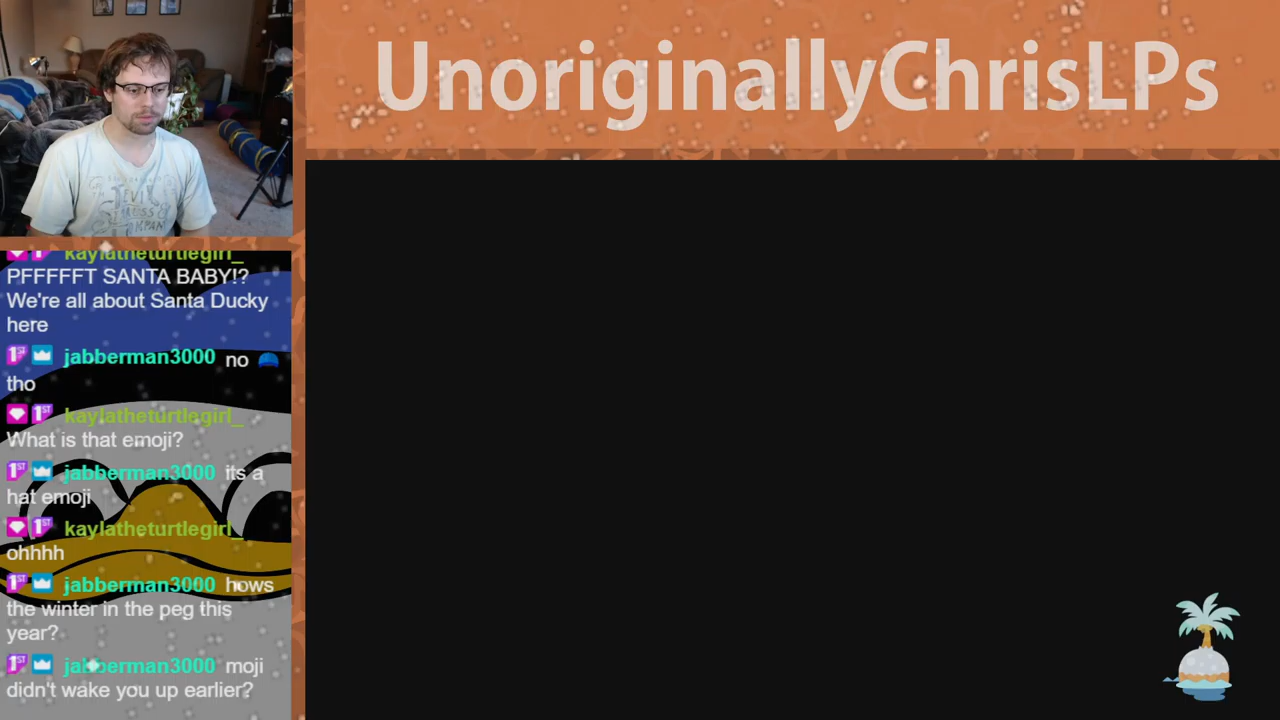 UnoriginallyChrisLPs
kaylatheturtlegirl_
PFFFFFT SANTA BABY!?
We're all about Santa Ducky
here
jabberman3000 no
tho
kaylatheturtlegirl_
What is that emoji?
jabberman3000 its a
hat emoji
kaylatheturtlegirl_
ohhhh
jabberman3000 hows
the winter in the peg this
year?
jabberman3000 moji
didn't wake you up earlier?